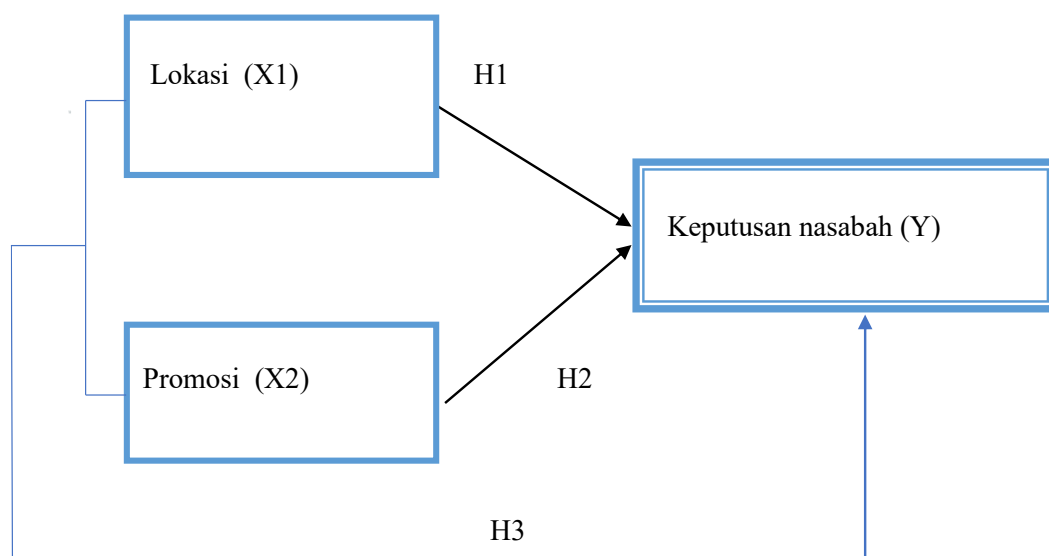 Lokasi (X1)
H1
Keputusan nasabah (Y)
Promosi (X2)
H2
H3